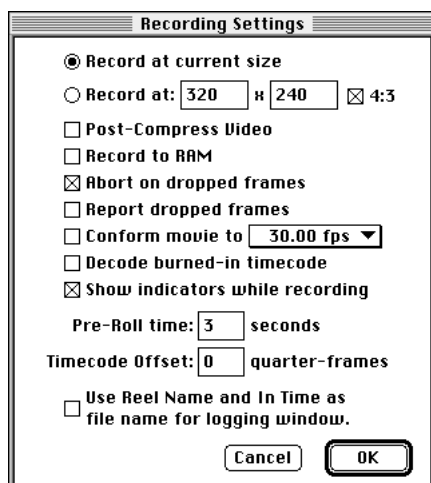 Recording Settings
Record at current size
Record at: 320 x 240 4:3
Post-Compress Video
Record to RAM
Abort on dropped frames
Report dropped frames
Conform movie to 30.00 fps
Decode burned-in timecode
Show indicators while recording
Pre-Roll time: 3 seconds
Timecode Offset: 0 quarter-frames
Use Reel Name and In Time as
file name for logging window.
Cancel OK